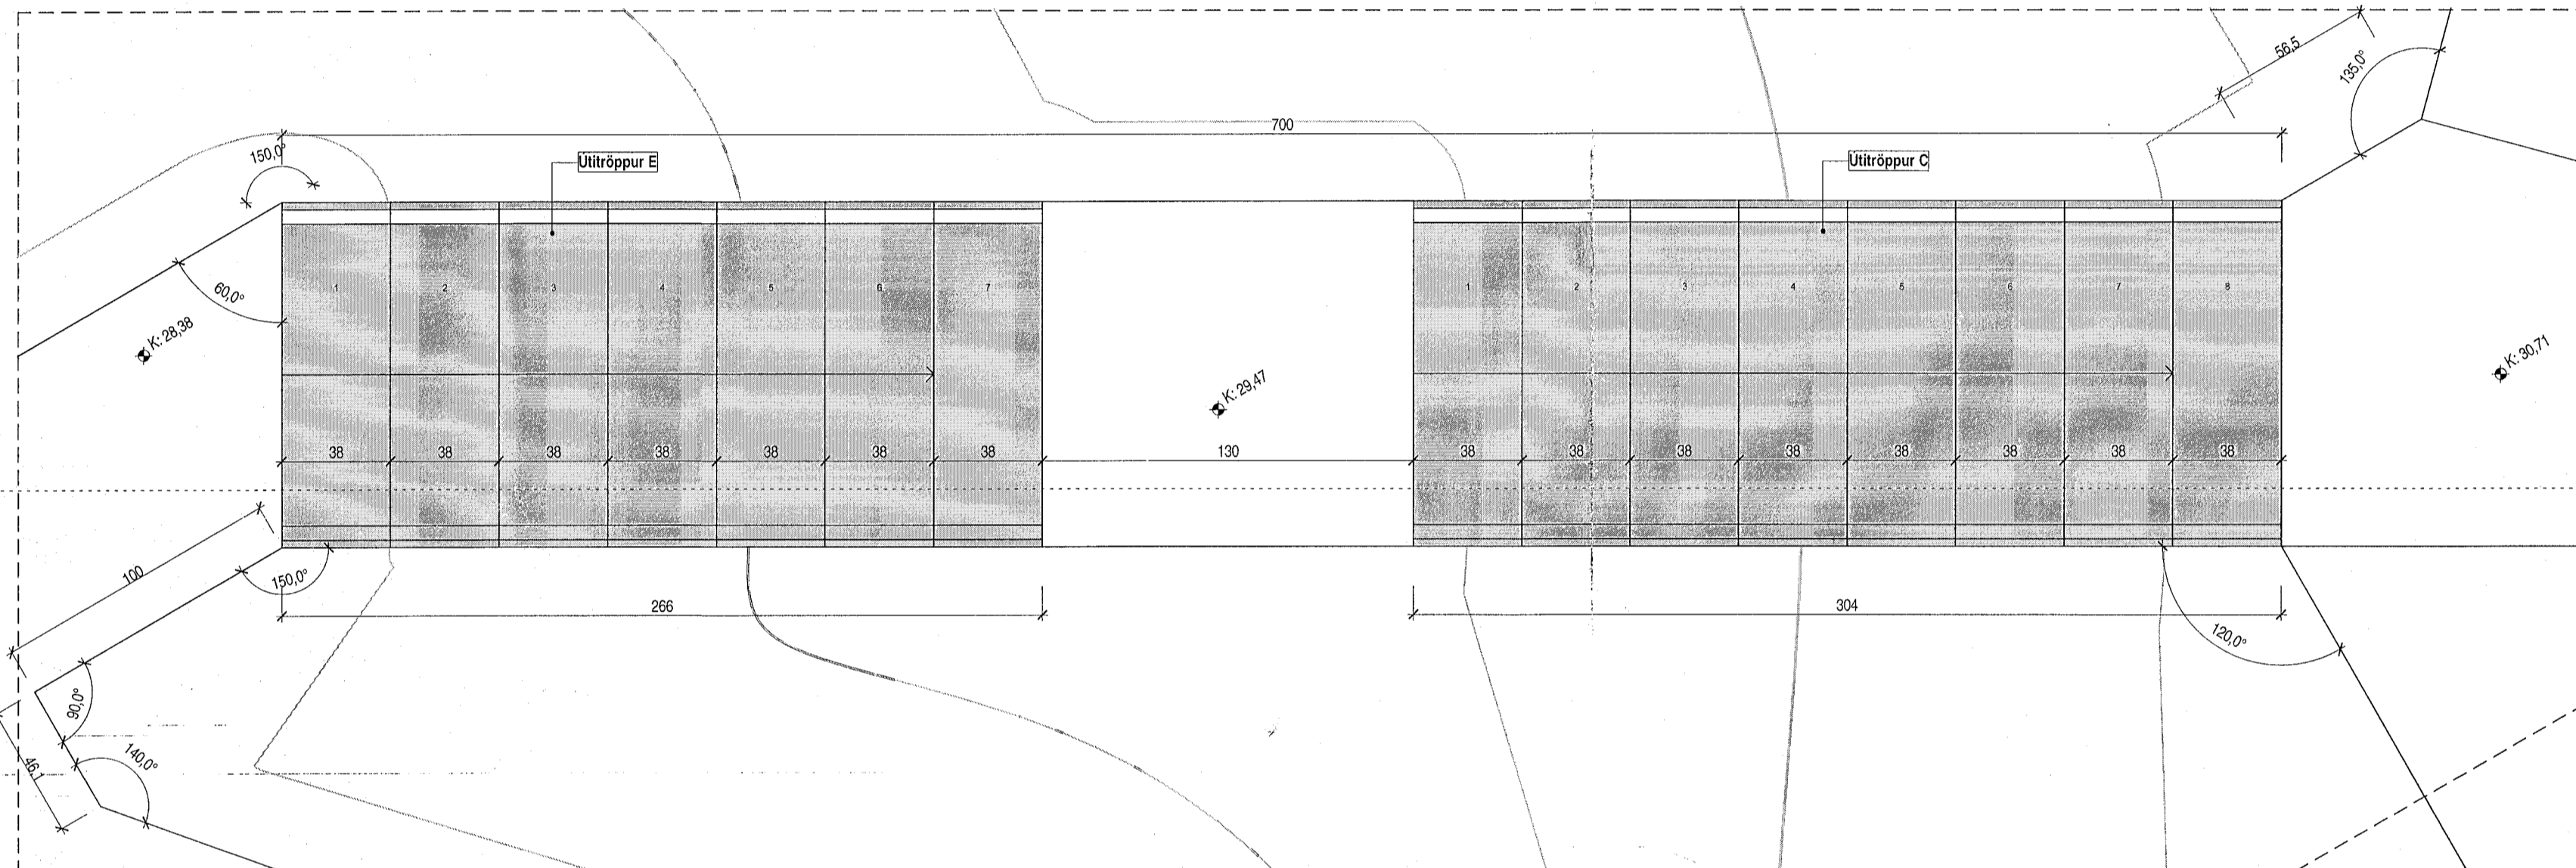 56,5
135,0°
700
150,0°
Útitröppur E
Útitröppur C
60,0°
1 2 3 4 5 6 7
1 2 3 4 5 6 7 8
K: 28,38
K: 29,47
K: 30,71
38 38 38 38 38 38 38 130 38 38 38 38 38 38 38 38
100
150,0°
266
304
120,0°
90,0°
140,0°
46,1